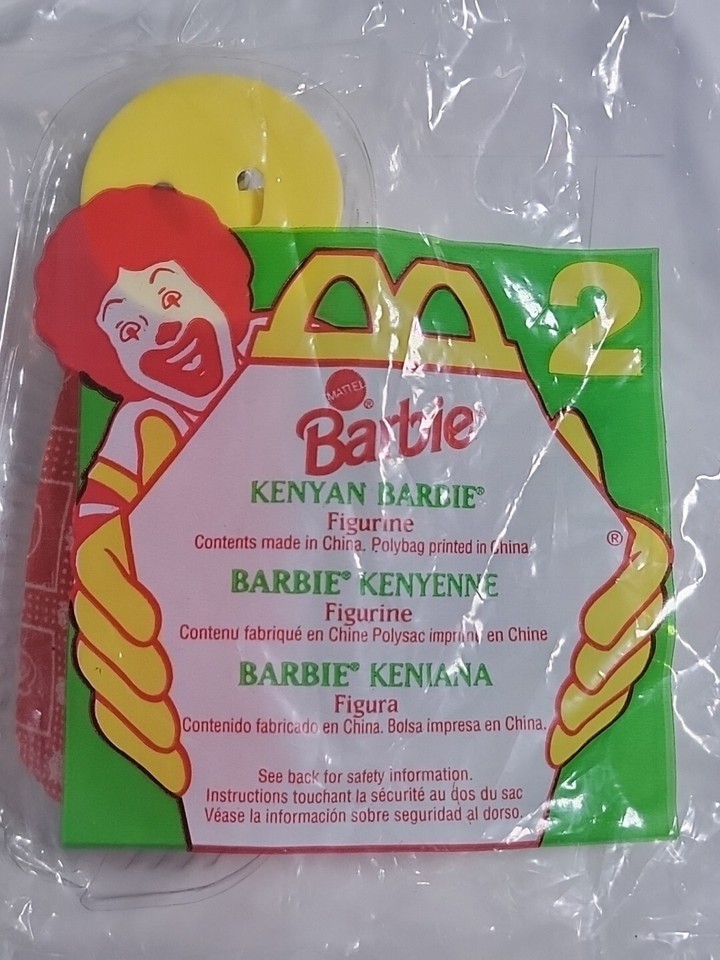 2
MATTEL
®
Barbie®
KENYAN BARBIE®
Figurine
Contents made in China. Polybag printed in China.
®
BARBIE® KENYENNE
Figurine
Contenu fabriqué en Chine Polysac imprimé en Chine
BARBIE® KENIANA
Figura
Contenido fabricado en China. Bolsa impresa en China.
See back for safety information.
Instructions touchant la sécurité au dos du sac
Véase la información sobre seguridad al dorso.